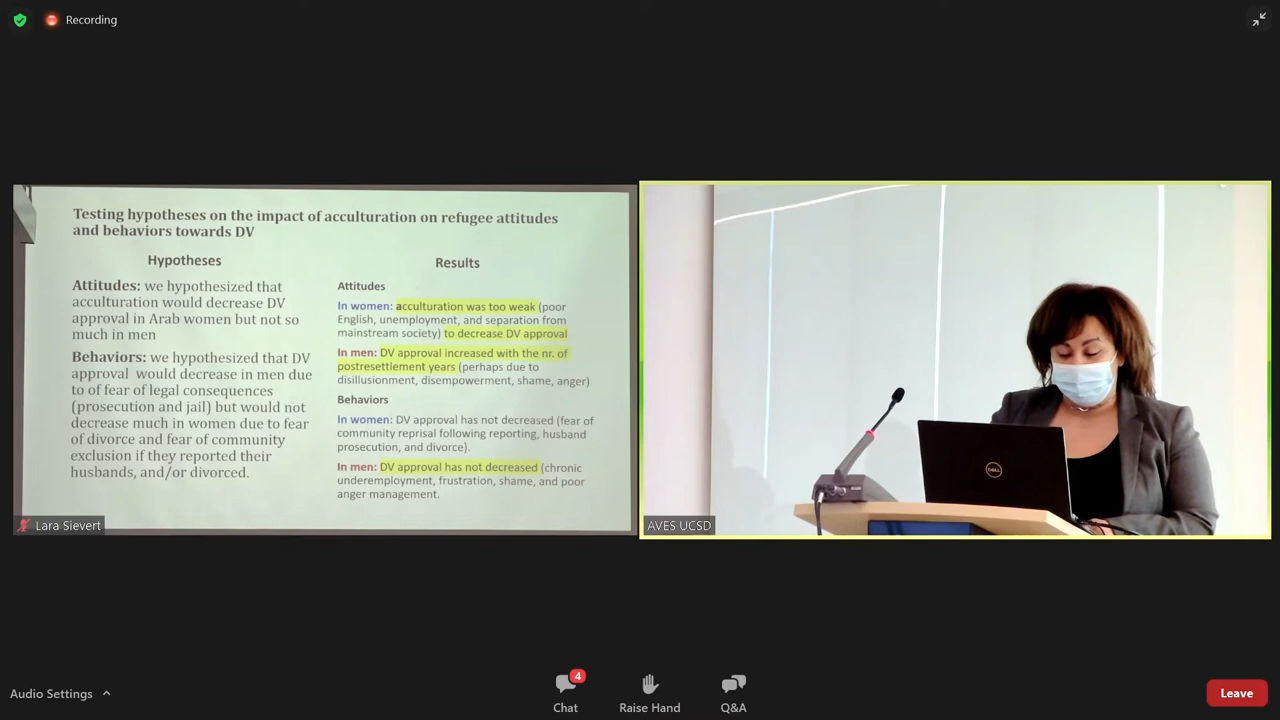 Recording
Testing hypotheses on the impact of acculturation on refugee attitudes
and behaviors towards DV
Hypotheses
Attitudes: we hypothesized that
acculturation would decrease DV
approval in Arab women but not so
much in men
Behaviors: we hypothesized that DV
approval would decrease in men due
to of fear of legal consequences
(prosecution and jail) but would not
decrease much in women due to fear
of divorce and fear of community
exclusion if they reported their
husbands, and/or divorced.
Results
Attitudes
In women: acculturation was too weak (poor
English, unemployment, and separation from
mainstream society) to decrease DV approval
In men: DV approval increased with the nr. of
postresettlement years (perhaps due to
disillusionment, disempowerment, shame, anger)
Behaviors
In women: DV approval has not decreased (fear of
community reprisal following reporting, husband
prosecution, and divorce).
In men: DV approval has not decreased (chronic
underemployment, frustration, shame, and poor
anger management.
Lara Sievert
DELL
AVES UCSD
Audio Settings
4
Chat
Raise Hand
Q&A
Leave